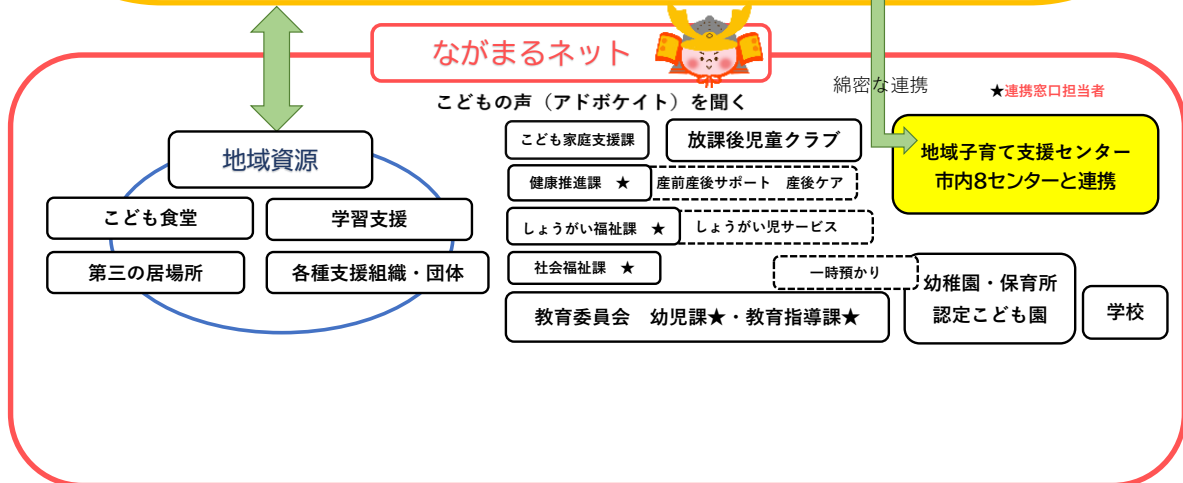 ながまるネット
こどもの声（アドボケイト）を聞く
綿密な連携
★連携窓口担当者
地域資源
こども食堂
学習支援
第三の居場所
各種支援組織・団体
こども家庭支援課
放課後児童クラブ
健康推進課　★
産前産後サポート　産後ケア
しょうがい福祉課　★
しょうがい児サービス
社会福祉課　★
一時預かり
教育委員会　幼児課★・教育指導課★
地域子育て支援センター
市内8センターと連携
幼稚園・保育所
認定こども園
学校